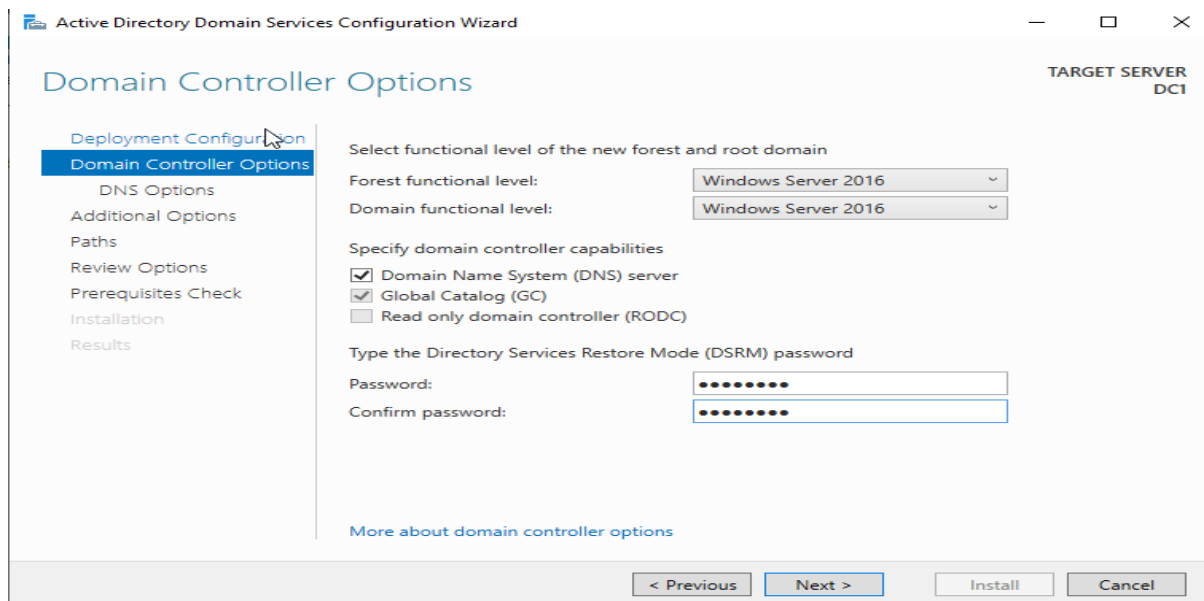 Active Directory Domain Services Configuration Wizard
Domain Controller Options
TARGET SERVER
DC1
Deployment Configuration
Domain Controller Options
DNS Options
Additional Options
Paths
Review Options
Prerequisites Check
Installation
Results
Select functional level of the new forest and root domain
Forest functional level: Windows Server 2016
Domain functional level: Windows Server 2016
Specify domain controller capabilities
Domain Name System (DNS) server
Global Catalog (GC)
Read only domain controller (RODC)
Type the Directory Services Restore Mode (DSRM) password
Password: ●●●●●●●●
Confirm password: ●●●●●●●●
More about domain controller options
< Previous Next > Install Cancel